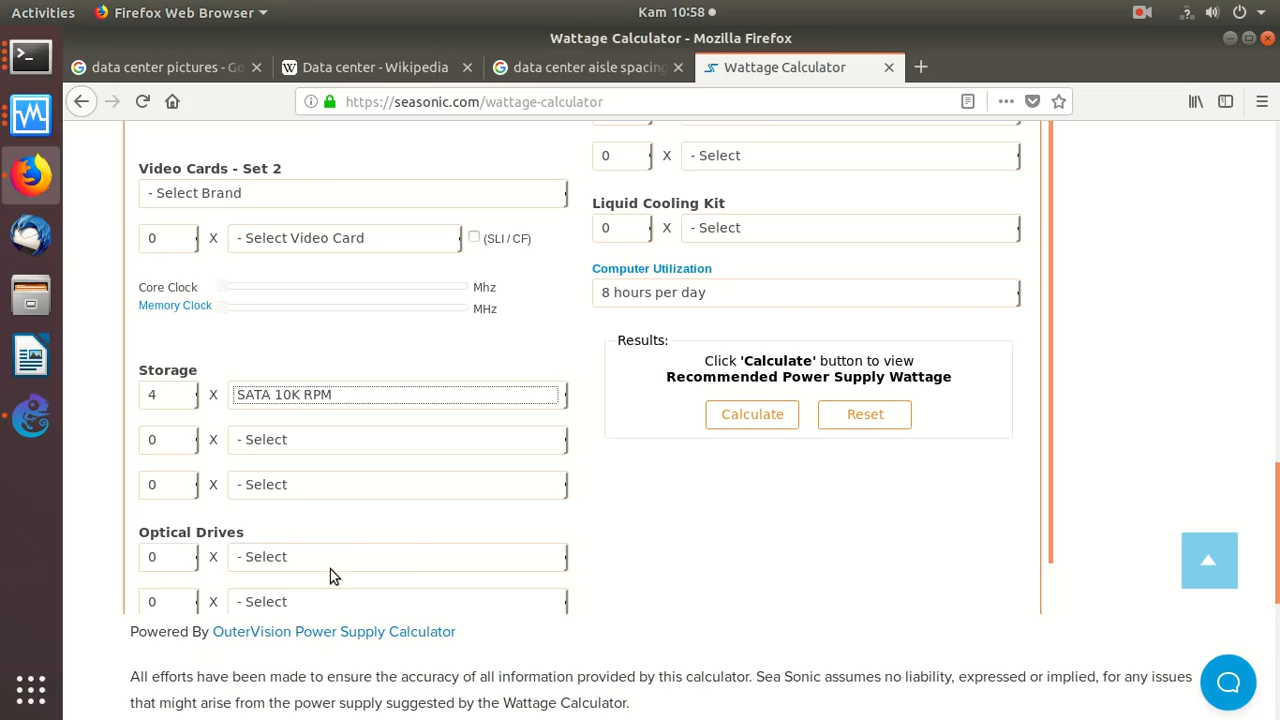 Activities
Firefox Web Browser
Kam 10:58
Wattage Calculator - Mozilla Firefox
data center pictures - Go
Data center - Wikipedia
data center aisle spacing
Wattage Calculator
https://seasonic.com/wattage-calculator
Video Cards - Set 2
- Select Brand
0 X - Select Video Card (SLI / CF)
Core Clock Mhz
Memory Clock MHz
Storage
4 X SATA 10K RPM
0 X - Select
0 X - Select
Optical Drives
0 X - Select
0 X - Select
0 X - Select
Liquid Cooling Kit
0 X - Select
Computer Utilization
8 hours per day
Results:
Click 'Calculate' button to view
Recommended Power Supply Wattage
Calculate Reset
Powered By OuterVision Power Supply Calculator
All efforts have been made to ensure the accuracy of all information provided by this calculator. Sea Sonic assumes no liability, expressed or implied, for any issues
that might arise from the power supply suggested by the Wattage Calculator.